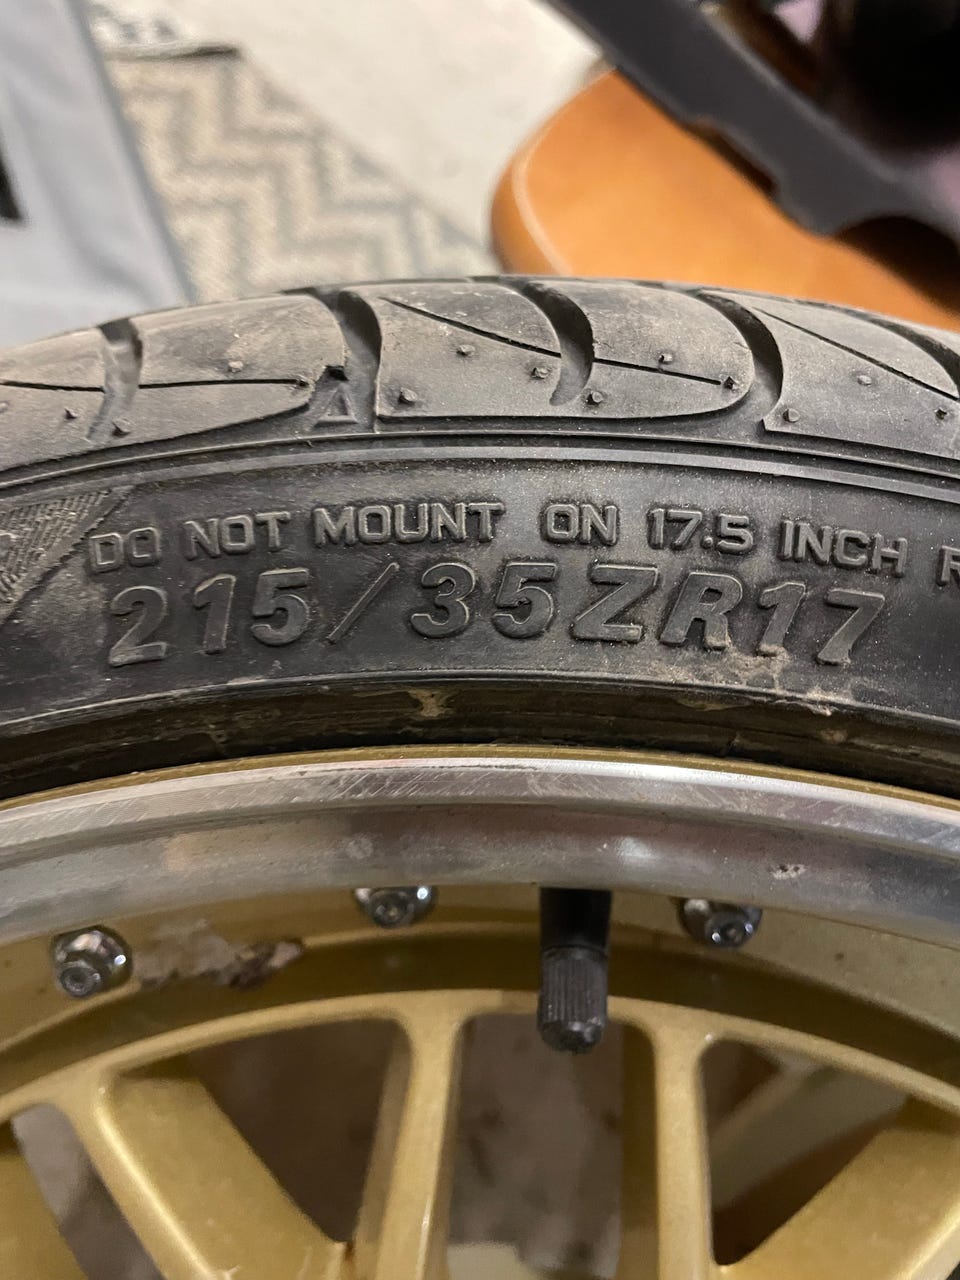 DO NOT MOUNT ON 17.5 INCH R
215/35ZR17